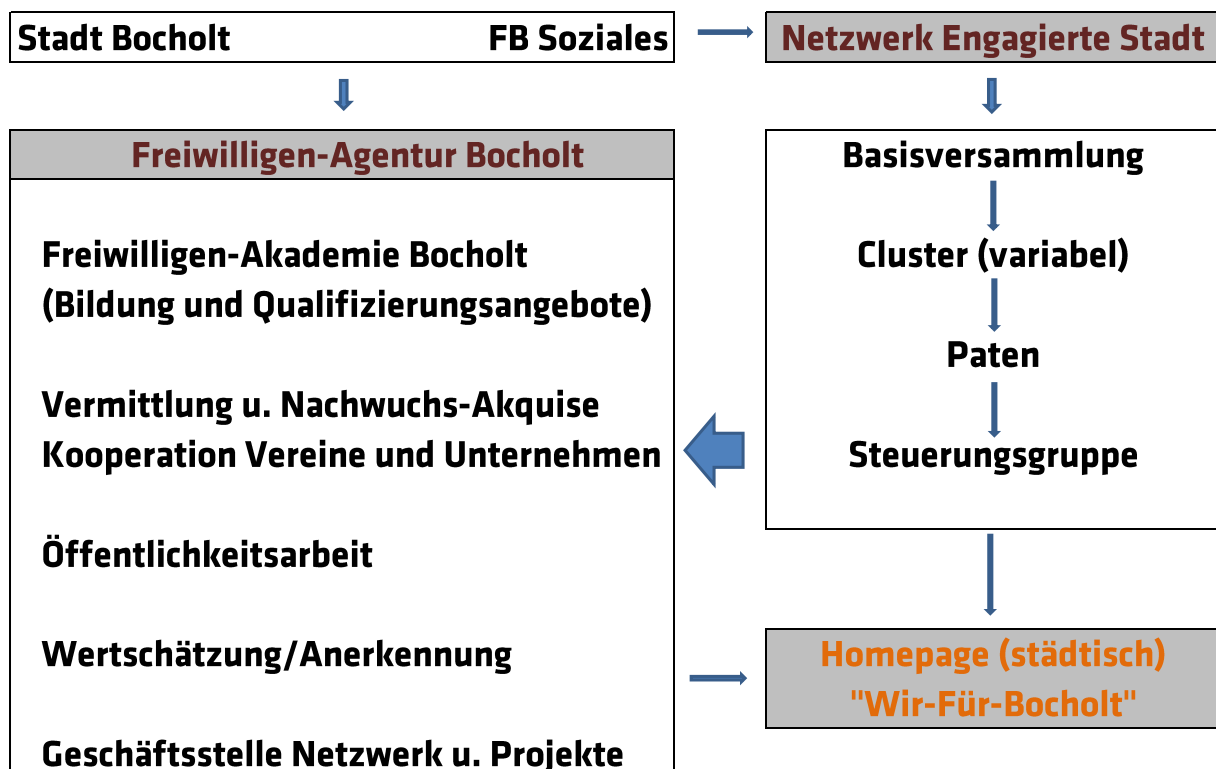 Stadt Bocholt FB Soziales
Netzwerk Engagierte Stadt
Freiwilligen-Agentur Bocholt
Freiwilligen-Akademie Bocholt
(Bildung und Qualifizierungsangebote)
Vermittlung u. Nachwuchs-Akquise
Kooperation Vereine und Unternehmen
Öffentlichkeitsarbeit
Wertschätzung/Anerkennung
Geschäftsstelle Netzwerk u. Projekte
Basisversammlung
Cluster (variabel)
Paten
Steuerungsgruppe
Homepage (städtisch)
"Wir-Für-Bocholt"